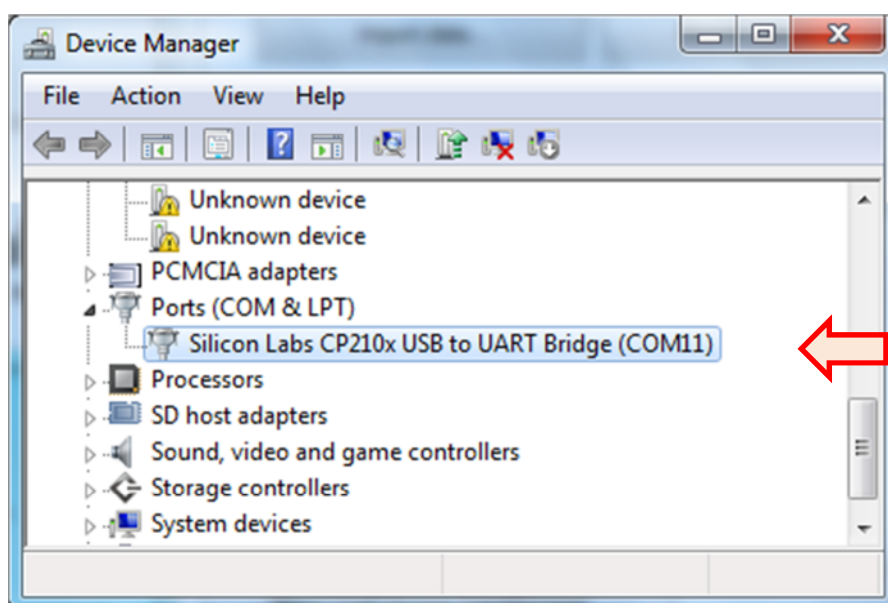 Device Manager
File Action View Help
Unknown device
Unknown device
PCMCIA adapters
Ports (COM & LPT)
Silicon Labs CP210x USB to UART Bridge (COM11)
Processors
SD host adapters
Sound, video and game controllers
Storage controllers
System devices